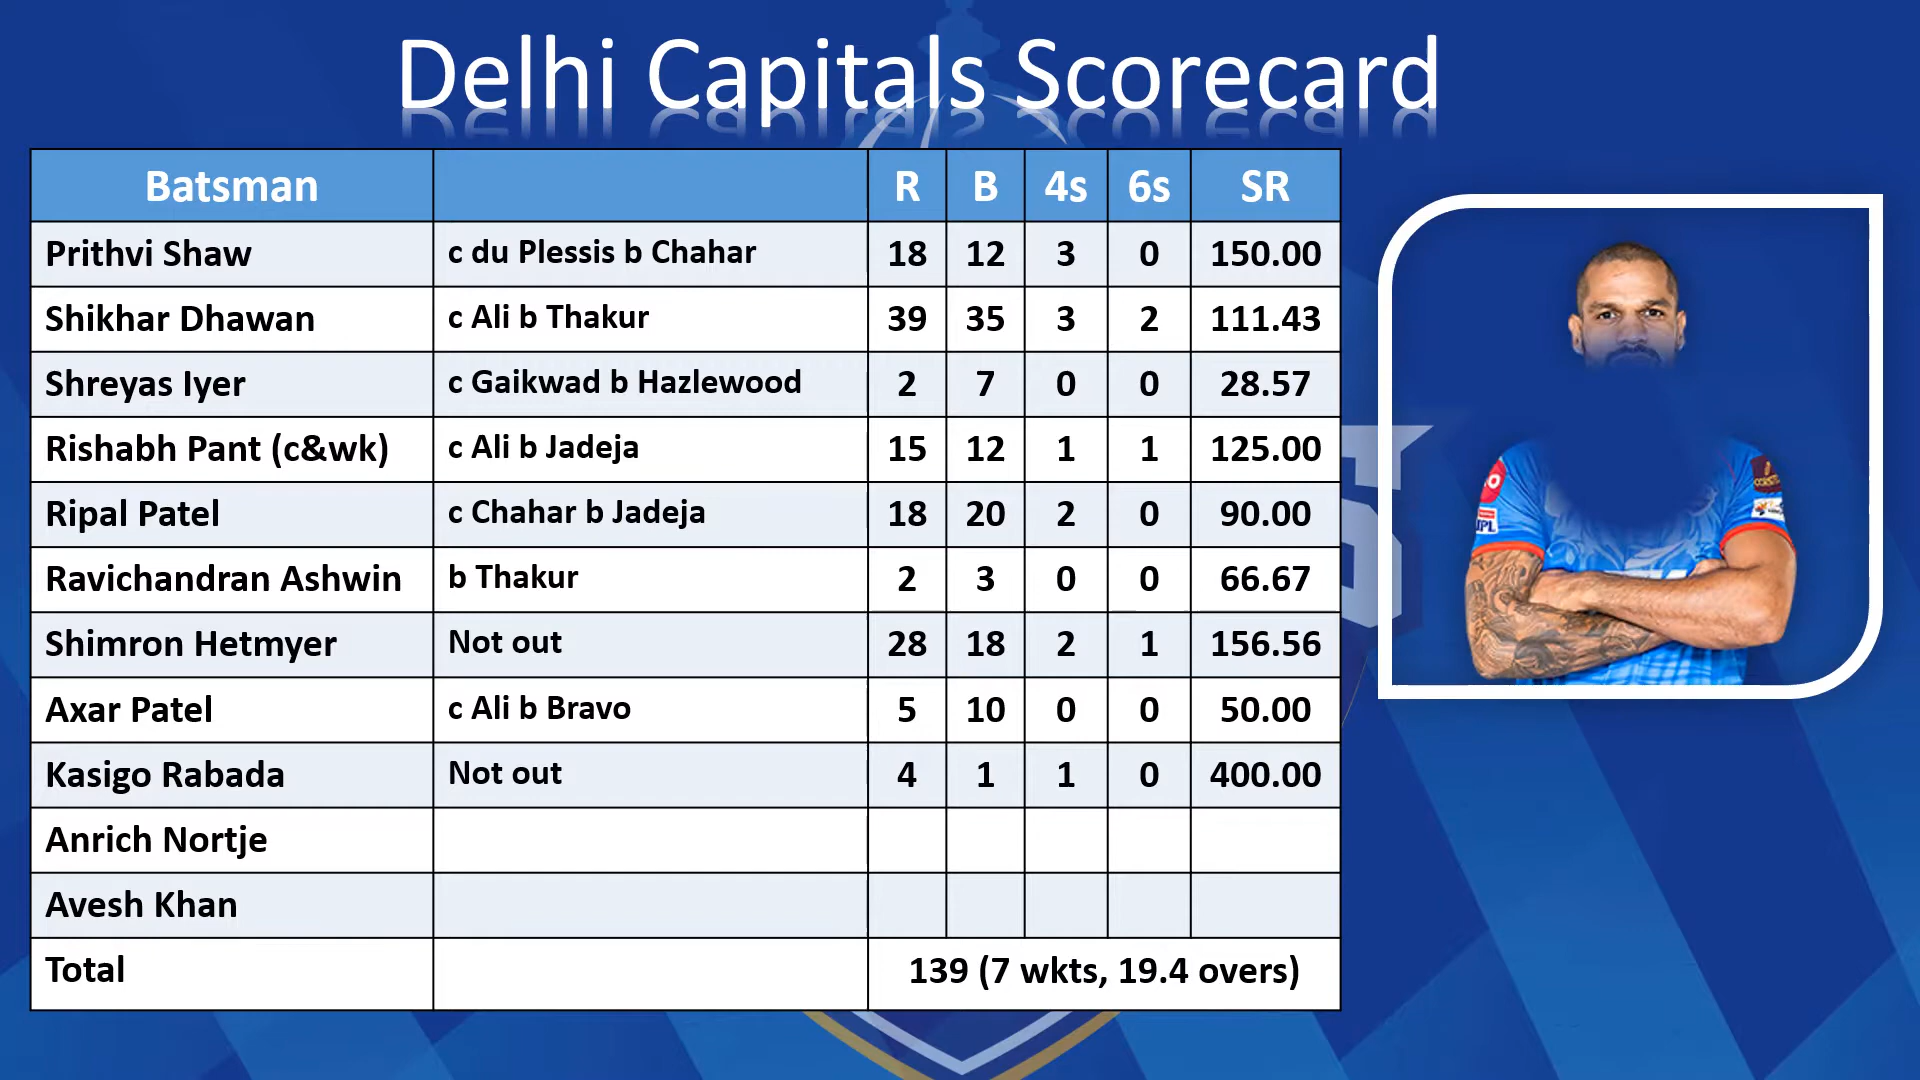 Delhi Capitals Scorecard
Batsman R B 4s 6s SR
Prithvi Shaw c du Plessis b Chahar 18 12 3 0 150.00
Shikhar Dhawan c Ali b Thakur 39 35 3 2 111.43
Shreyas Iyer c Gaikwad b Hazlewood 2 7 0 0 28.57
Rishabh Pant (c&wk) c Ali b Jadeja 15 12 1 1 125.00
Ripal Patel c Chahar b Jadeja 18 20 2 0 90.00
Ravichandran Ashwin b Thakur 2 3 0 0 66.67
Shimron Hetmyer Not out 28 18 2 1 156.56
Axar Patel c Ali b Bravo 5 10 0 0 50.00
Kasigo Rabada Not out 4 1 1 0 400.00
Anrich Nortje
Avesh Khan
Total 139 (7 wkts, 19.4 overs)
IPL